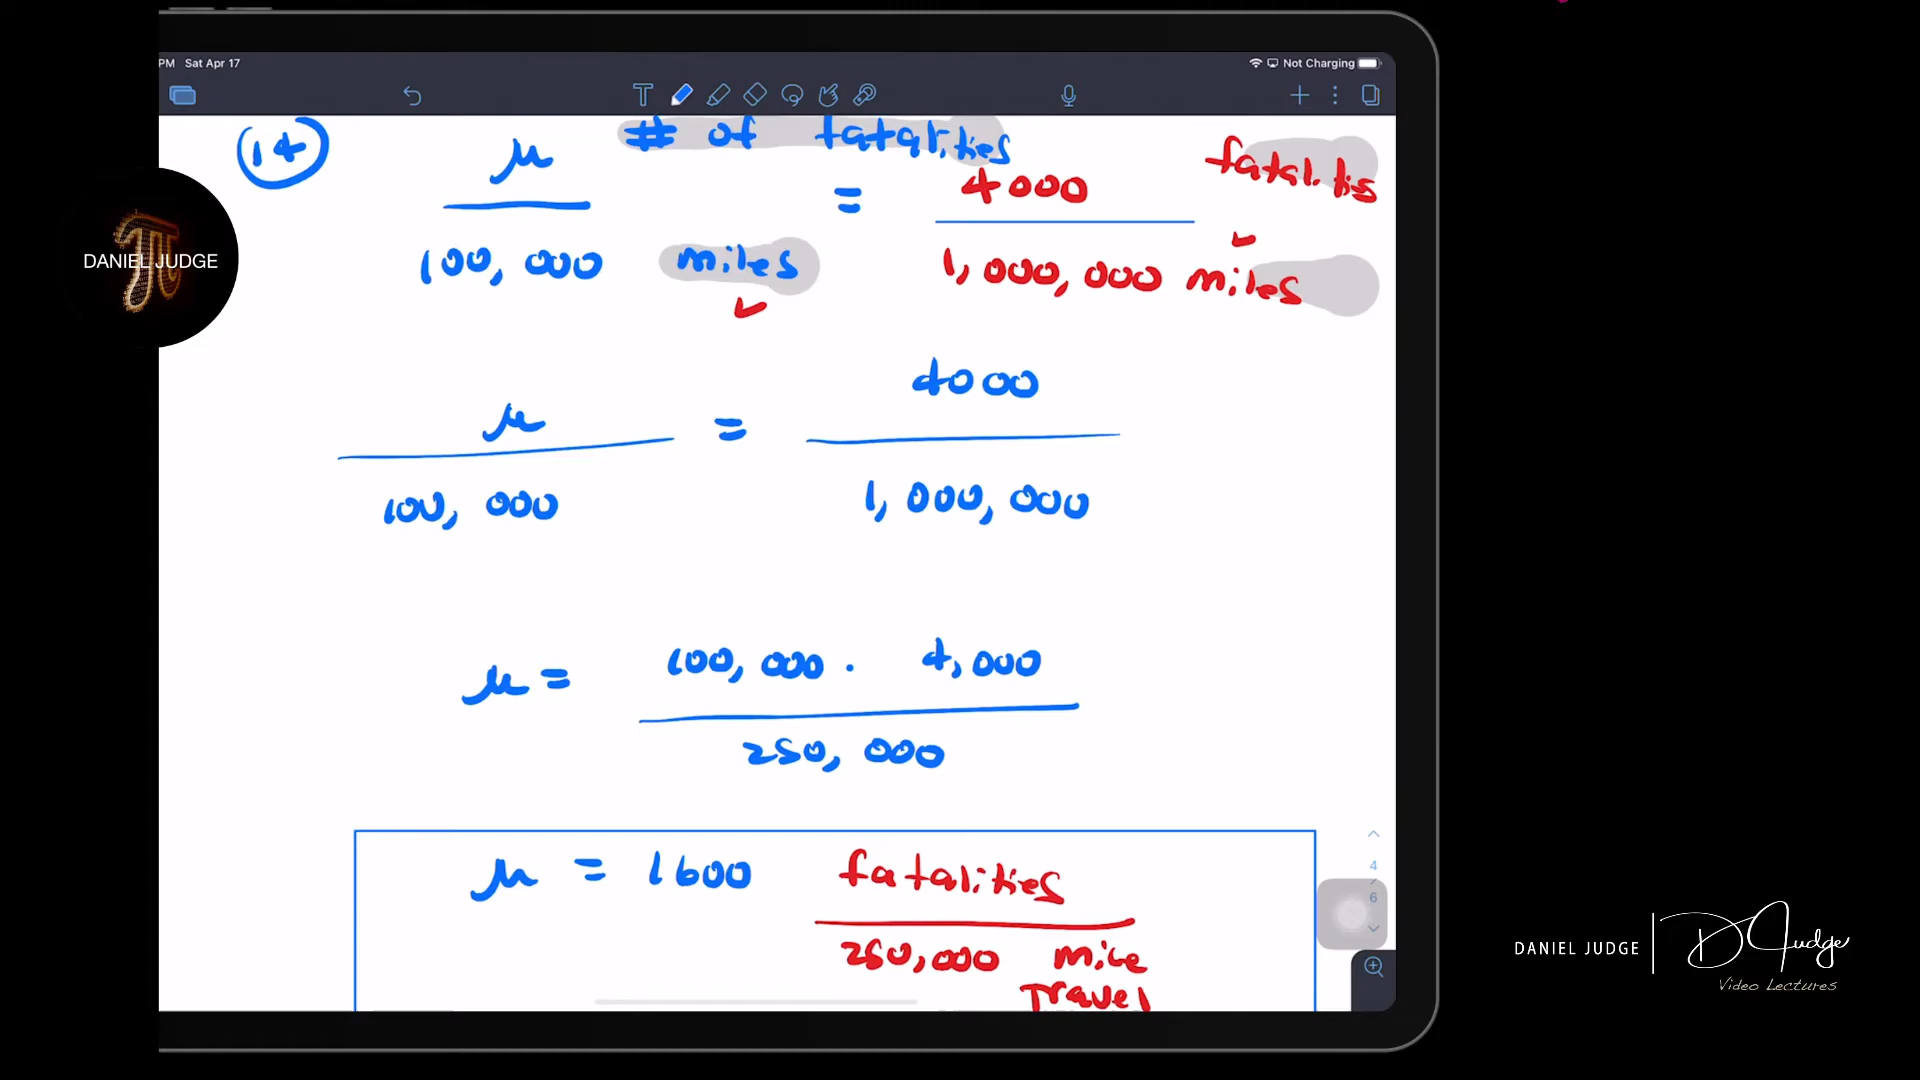 PM Sat Apr 17 Not Charging
T
14
μ # of fatalities = 4000 fatalitis
100,000 miles 1,000,000 miles
DANIEL JUDGE
μ = 4000
100,000 1,000,000
μ = 100,000 · 4,000
250,000
μ = 1600 fatalities
250,000 mile
Travel
4
6
DANIEL JUDGE DJudge
Video Lectures